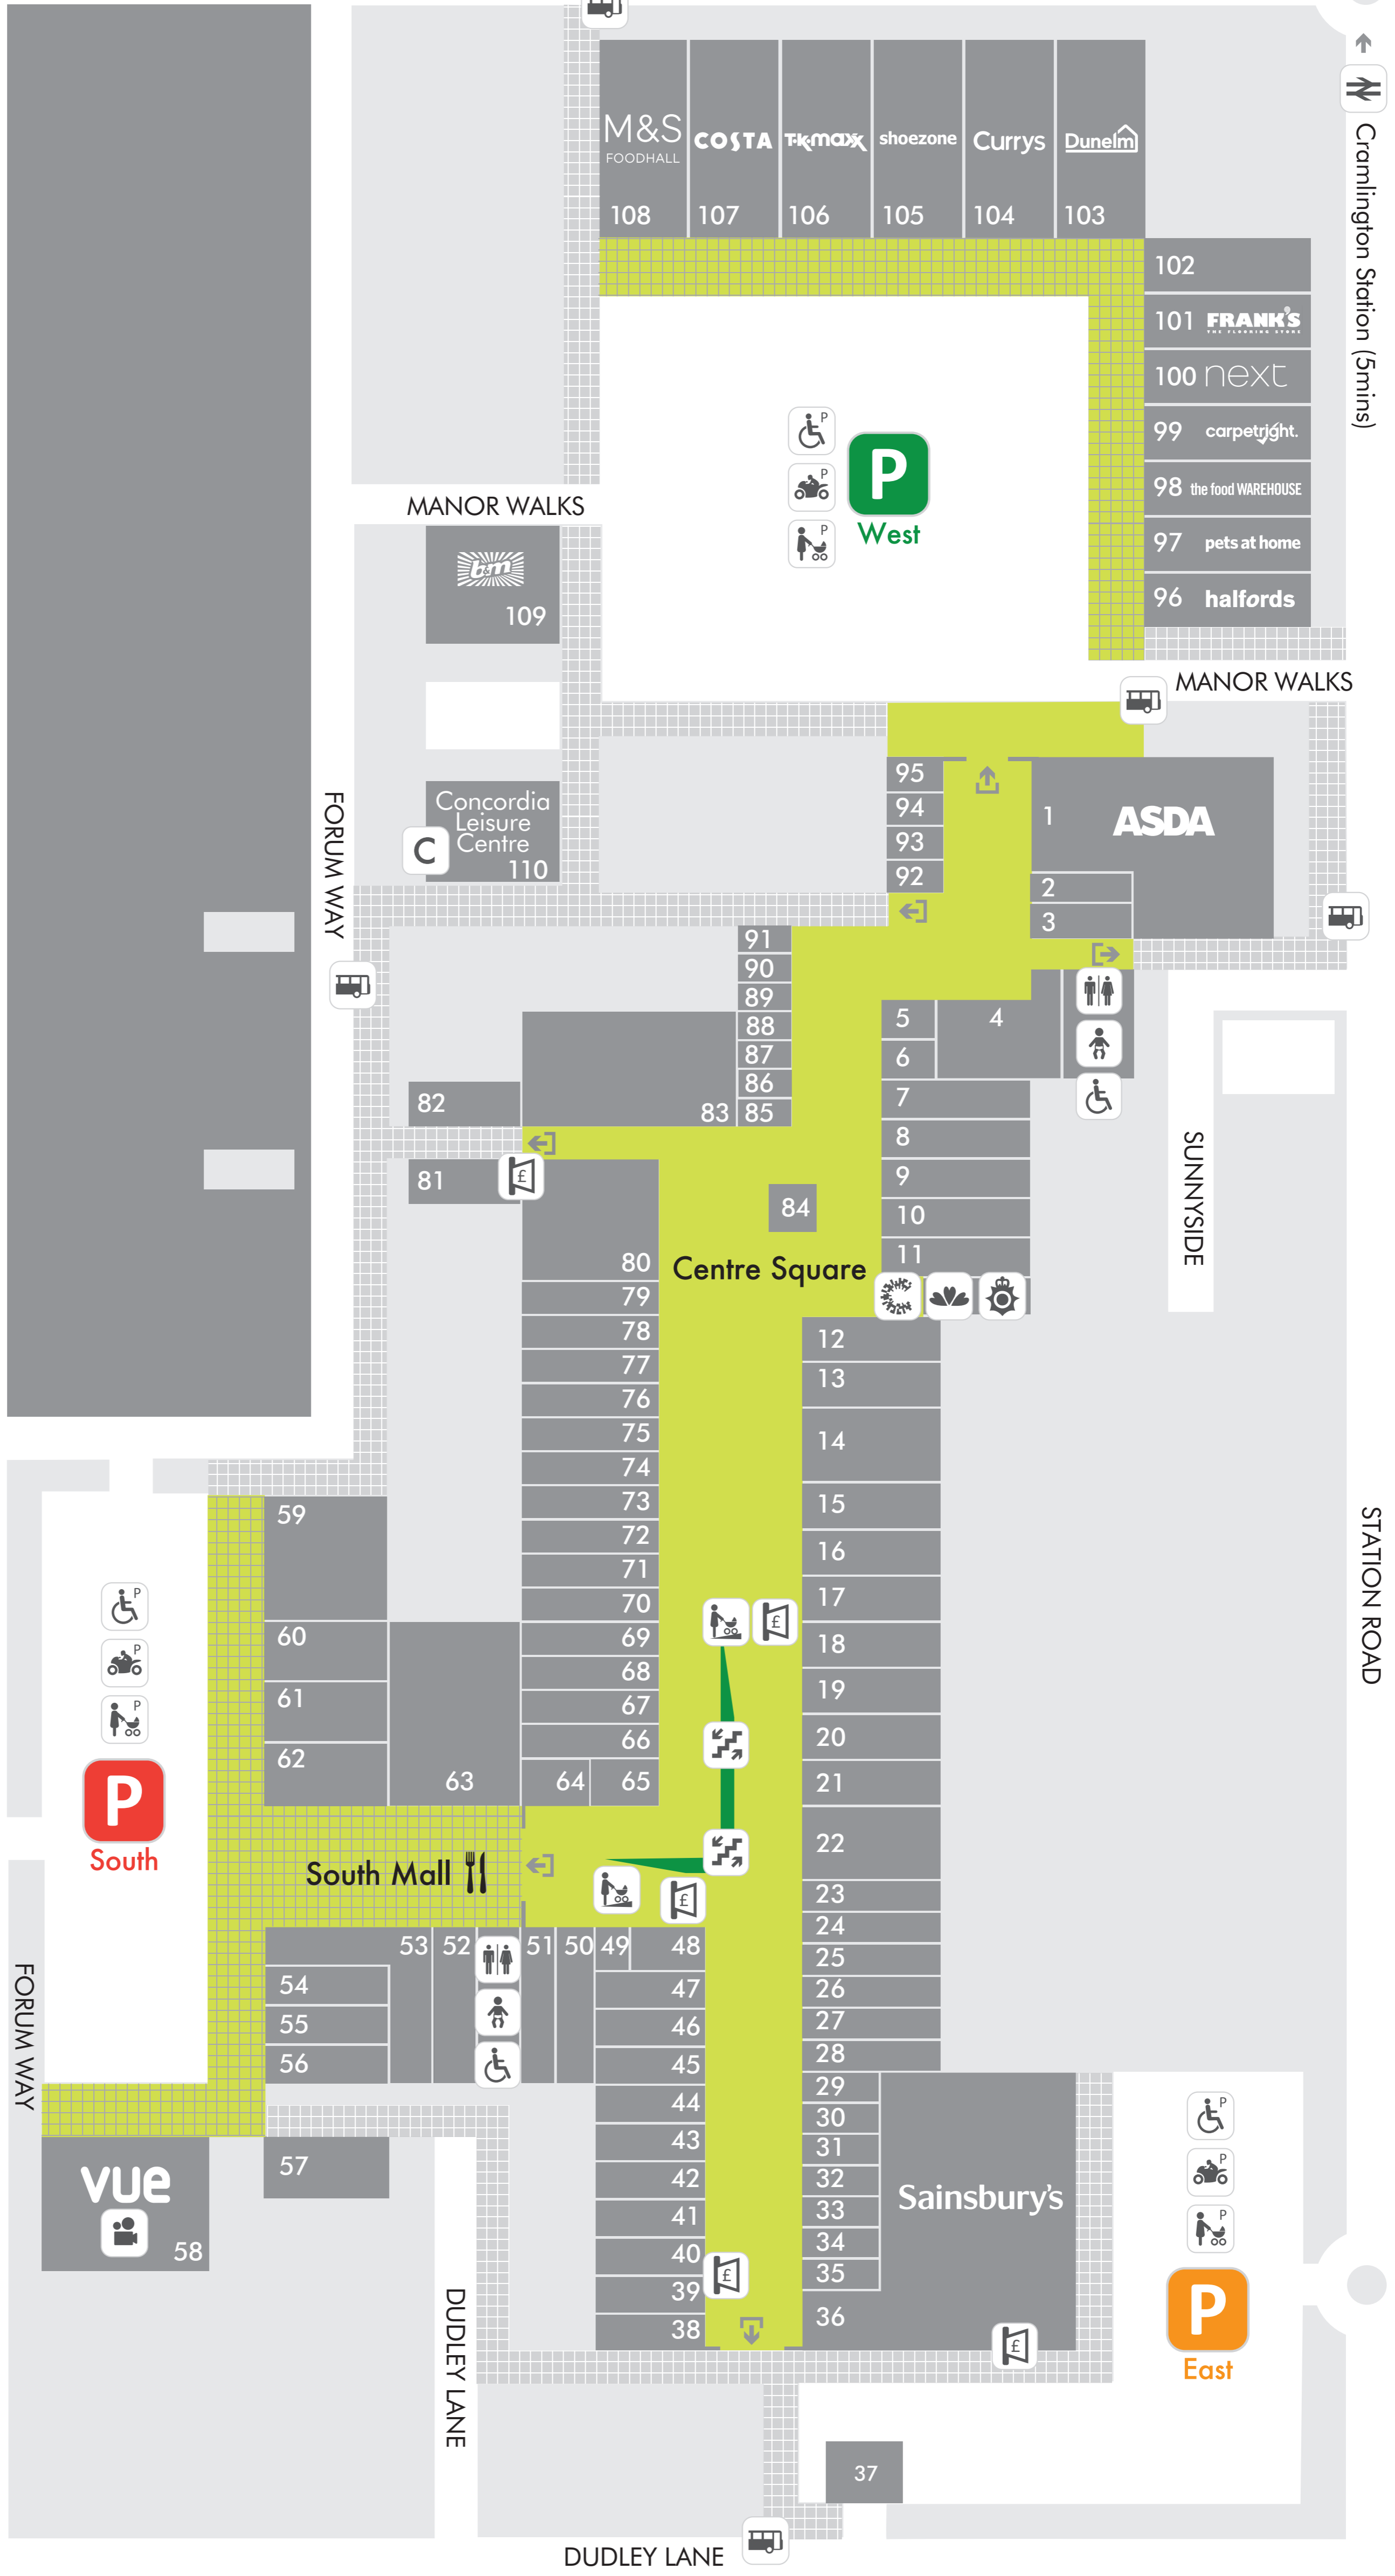 M&S
FOODHALL
108
COSTA
107
T·K·maxx
106
shoezone
105
Currys
104
Dunelm
103
Cramlington Station (5mins)
102
101 FRANK'S
THE FLOORING STORE
100 next
99 carpetright.
98 the food WAREHOUSE
97 pets at home
96 halfords
P
P
P
P
West
MANOR WALKS
b&m
109
MANOR WALKS
Concordia
Leisure
Centre
110
C
FORUM WAY
95
94
93
92
1 ASDA
2
3
91
90
89
88
87
86
83 85
82
81
£
5
4
6
7
8
9
10
11
84
Centre Square
SUNNYSIDE
80
79
78
77
76
75
74
73
72
71
70
69
68
67
66
64 65
63
12
13
14
15
16
17
18
19
20
21
22
23
24
25
26
27
28
29
30
31
32
33
34
35
36
£
£
STATION ROAD
59
60
61
62
P
P
P
P
South
South Mall
FORUM WAY
53 52 51 50 49 48
54
55
56
47
46
45
44
43
42
41
40
39
38
£
57
vue
58
Sainsbury's
£
P
P
P
P
East
DUDLEY LANE
37
DUDLEY LANE